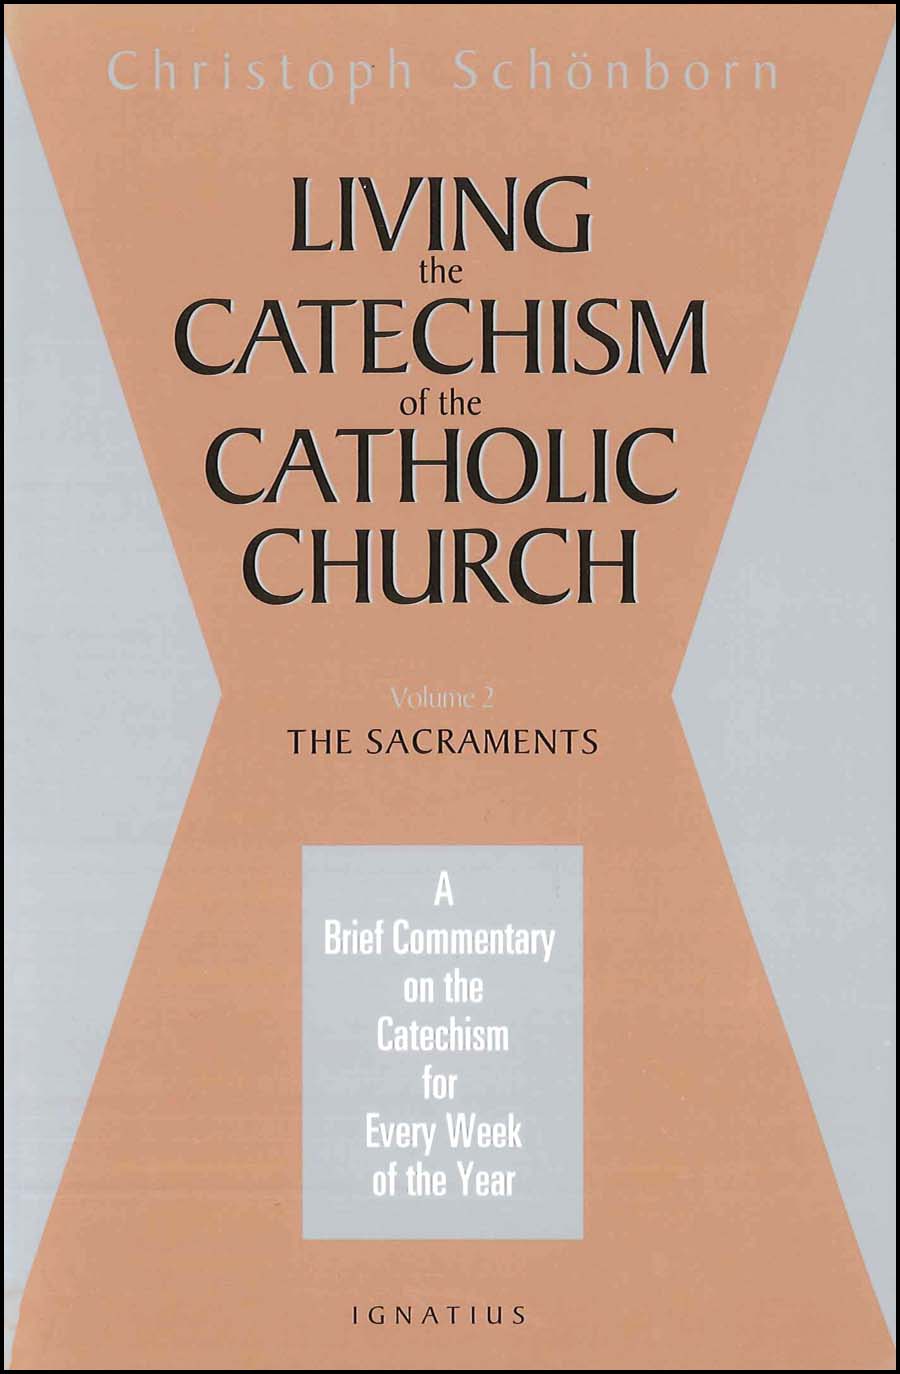 Christoph Schönborn
LIVING
the
CATECHISM
of the
CATHOLIC
CHURCH
Volume 2
THE SACRAMENTS
A
Brief Commentary
on the
Catechism
for
Every Week
of the Year
IGNATIUS